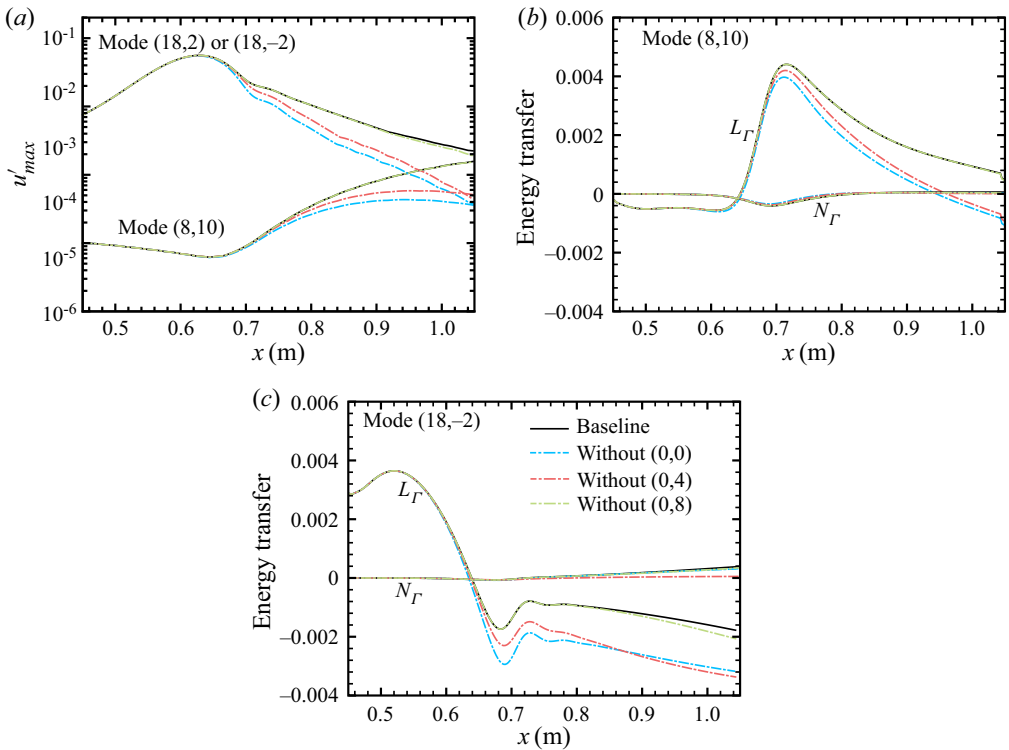 (a)
Mode (18,2) or (18,–2)
Mode (8,10)
u′max
10-1
10-2
10-3
10-4
10-5
10-6
0.5 0.6 0.7 0.8 0.9 1.0
x (m)
(b)
Mode (8,10)
LΓ
NΓ
Energy transfer
0.006
0.004
0.002
0
–0.002
–0.004
0.5 0.6 0.7 0.8 0.9 1.0
x (m)
(c)
Mode (18,–2)
Baseline
Without (0,0)
Without (0,4)
Without (0,8)
LΓ
NΓ
Energy transfer
0.006
0.004
0.002
0
–0.002
–0.004
0.5 0.6 0.7 0.8 0.9 1.0
x (m)